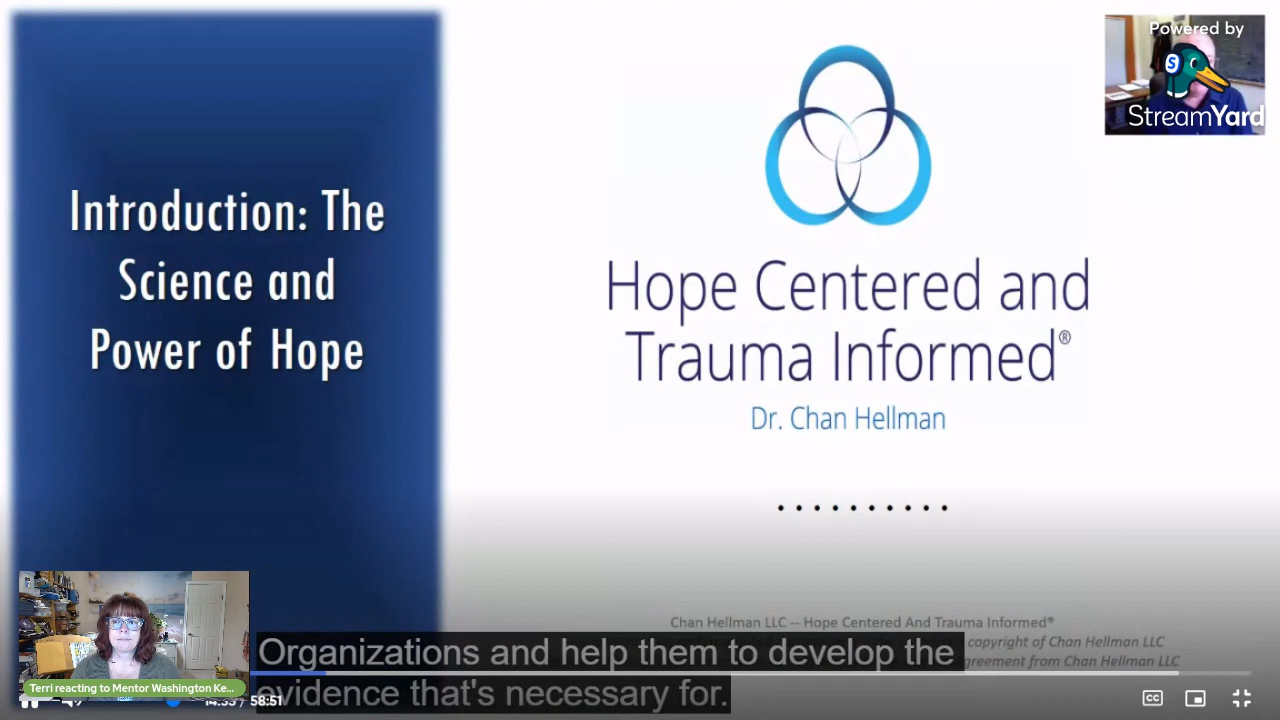 Introduction: The
Science and
Power of Hope
Powered by
S
StreamYard
Hope Centered and
Trauma Informed®
Dr. Chan Hellman
Chan Hellman LLC -- Hope Centered And Trauma Informed®
copyright of Chan Hellman LLC
agreement from Chan Hellman LLC
Organizations and help them to develop the
evidence that's necessary for.
Terri reacting to Mentor Washington Ke...
/ 58:51
CC